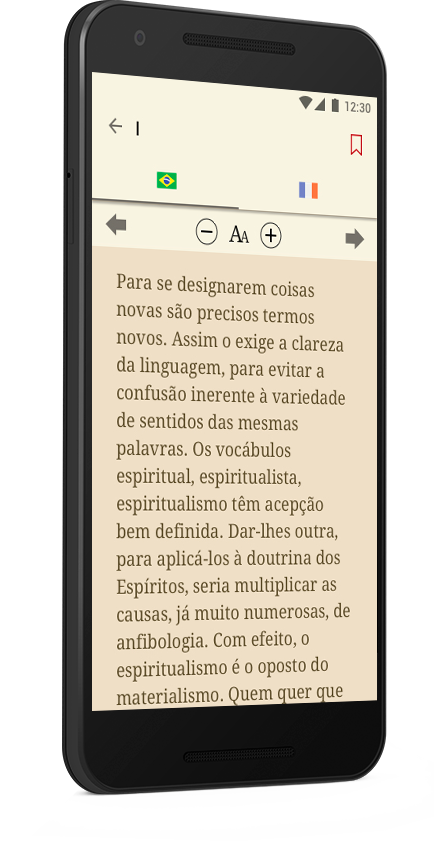 12:30
I
AA
Para se designarem coisas
novas são precisos termos
novos. Assim o exige a clareza
da linguagem, para evitar a
confusão inerente à variedade
de sentidos das mesmas
palavras. Os vocábulos
espiritual, espiritualista,
espiritualismo têm acepção
bem definida. Dar-lhes outra,
para aplicá-los à doutrina dos
Espíritos, seria multiplicar as
causas, já muito numerosas, de
anfibologia. Com efeito, o
espiritualismo é o oposto do
materialismo. Quem quer que